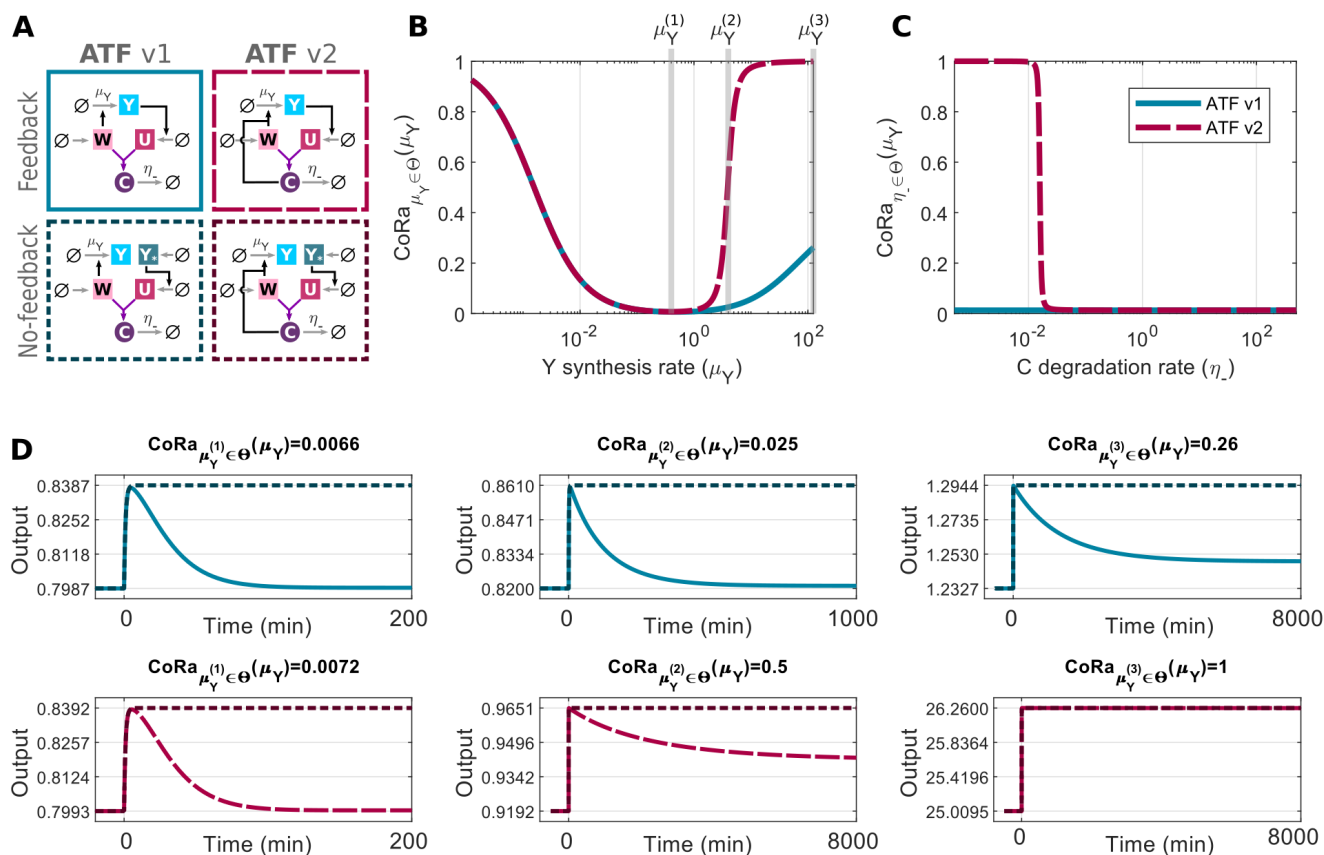 A
ATF v1 ATF v2
Feedback
μY Y ∅ ∅ W U ∅ C η- ∅
μY Y ∅ ∅ W U ∅ C η- ∅
No-feedback
μY Y Y* ∅ ∅ ∅ W U ∅ C η- ∅
μY Y Y* ∅ ∅ ∅ W U ∅ C η- ∅
B
μY(1) μY(2) μY(3)
CoRaμY∈Θ(μY)
1
0.8
0.6
0.4
0.2
0
10-2 100 102
Y synthesis rate (μY)
C
CoRaη-∈Θ(μY)
1
0.8
0.6
0.4
0.2
0
ATF v1
ATF v2
10-2 100 102
C degradation rate (η-)
D
CoRaμY(1)∈Θ(μY)=0.0066
Output
0.8387
0.8252
0.8118
0.7987
0 200
Time (min)
CoRaμY(2)∈Θ(μY)=0.025
Output
0.8610
0.8471
0.8334
0.8200
0 1000
Time (min)
CoRaμY(3)∈Θ(μY)=0.26
Output
1.2944
1.2735
1.2530
1.2327
0 8000
Time (min)
CoRaμY(1)∈Θ(μY)=0.0072
Output
0.8392
0.8257
0.8124
0.7993
0 200
Time (min)
CoRaμY(2)∈Θ(μY)=0.5
Output
0.9651
0.9496
0.9342
0.9192
0 8000
Time (min)
CoRaμY(3)∈Θ(μY)=1
Output
26.2600
25.8364
25.4196
25.0095
0 8000
Time (min)